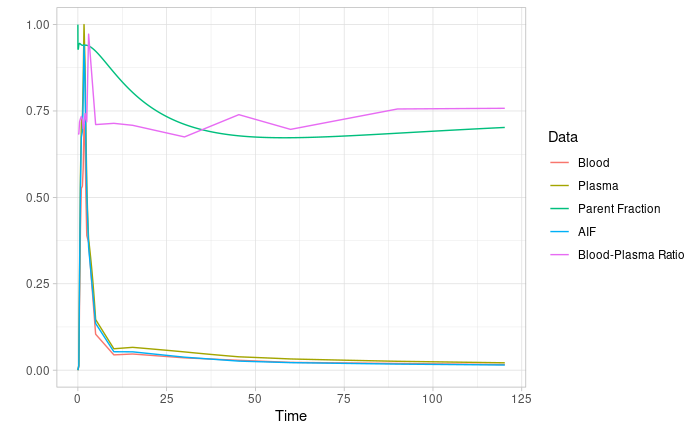 1.00
0.75
0.50
0.25
0.00
0
25
50
75
100
125
Time
Data
Blood
Plasma
Parent Fraction
AIF
Blood-Plasma Ratio